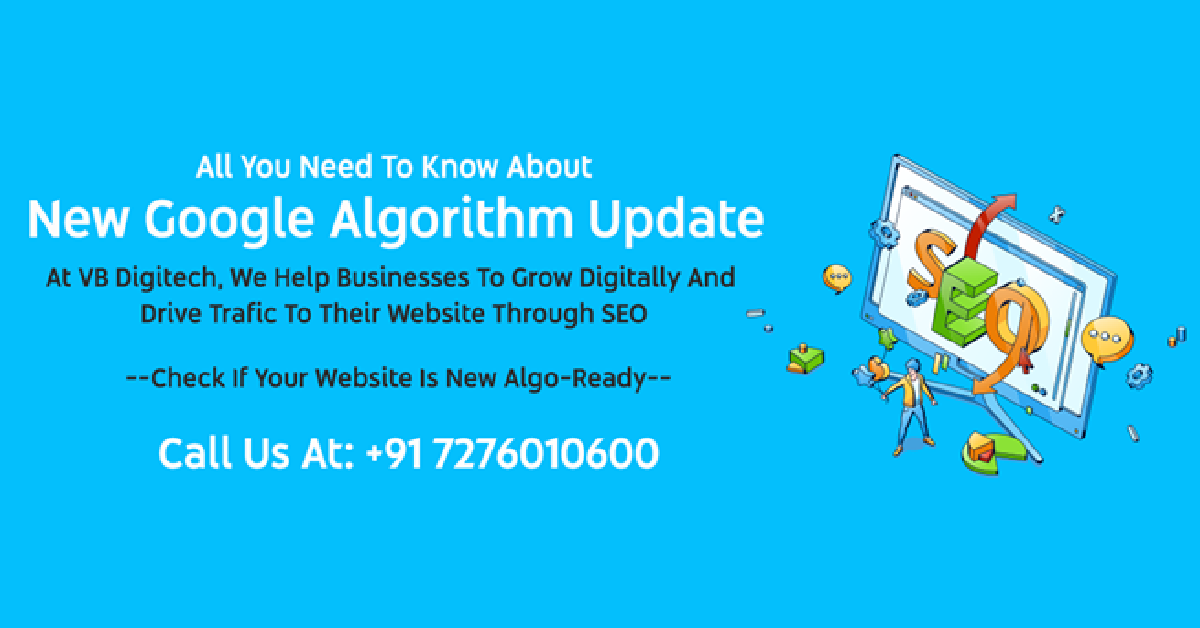 All You Need To Know About
New Google Algorithm Update
At VB Digitech, We Help Businesses To Grow Digitally And
Drive Trafic To Their Website Through SEO
--Check If Your Website Is New Algo-Ready--
Call Us At: +91 7276010600
SEO